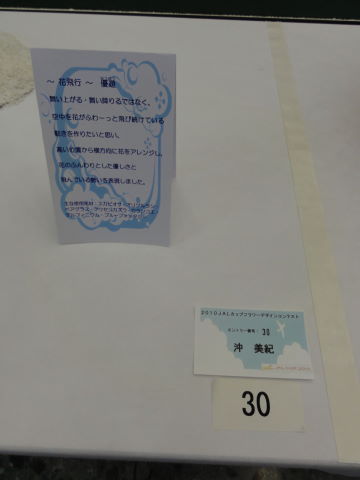 ～ 花飛行 ～ 優麗
舞い上がる・舞い降りるではなく、
空中を花がふわーっと飛び続けている
動きを作りたいと思い、
高い位置から横方向に花をアレンジし、
花のふんわりとした優しさと
飛んでいる勢いを表現しました。
2010JALカップフラワーデザインコンテスト
エントリー番号： 30
沖 美紀
30